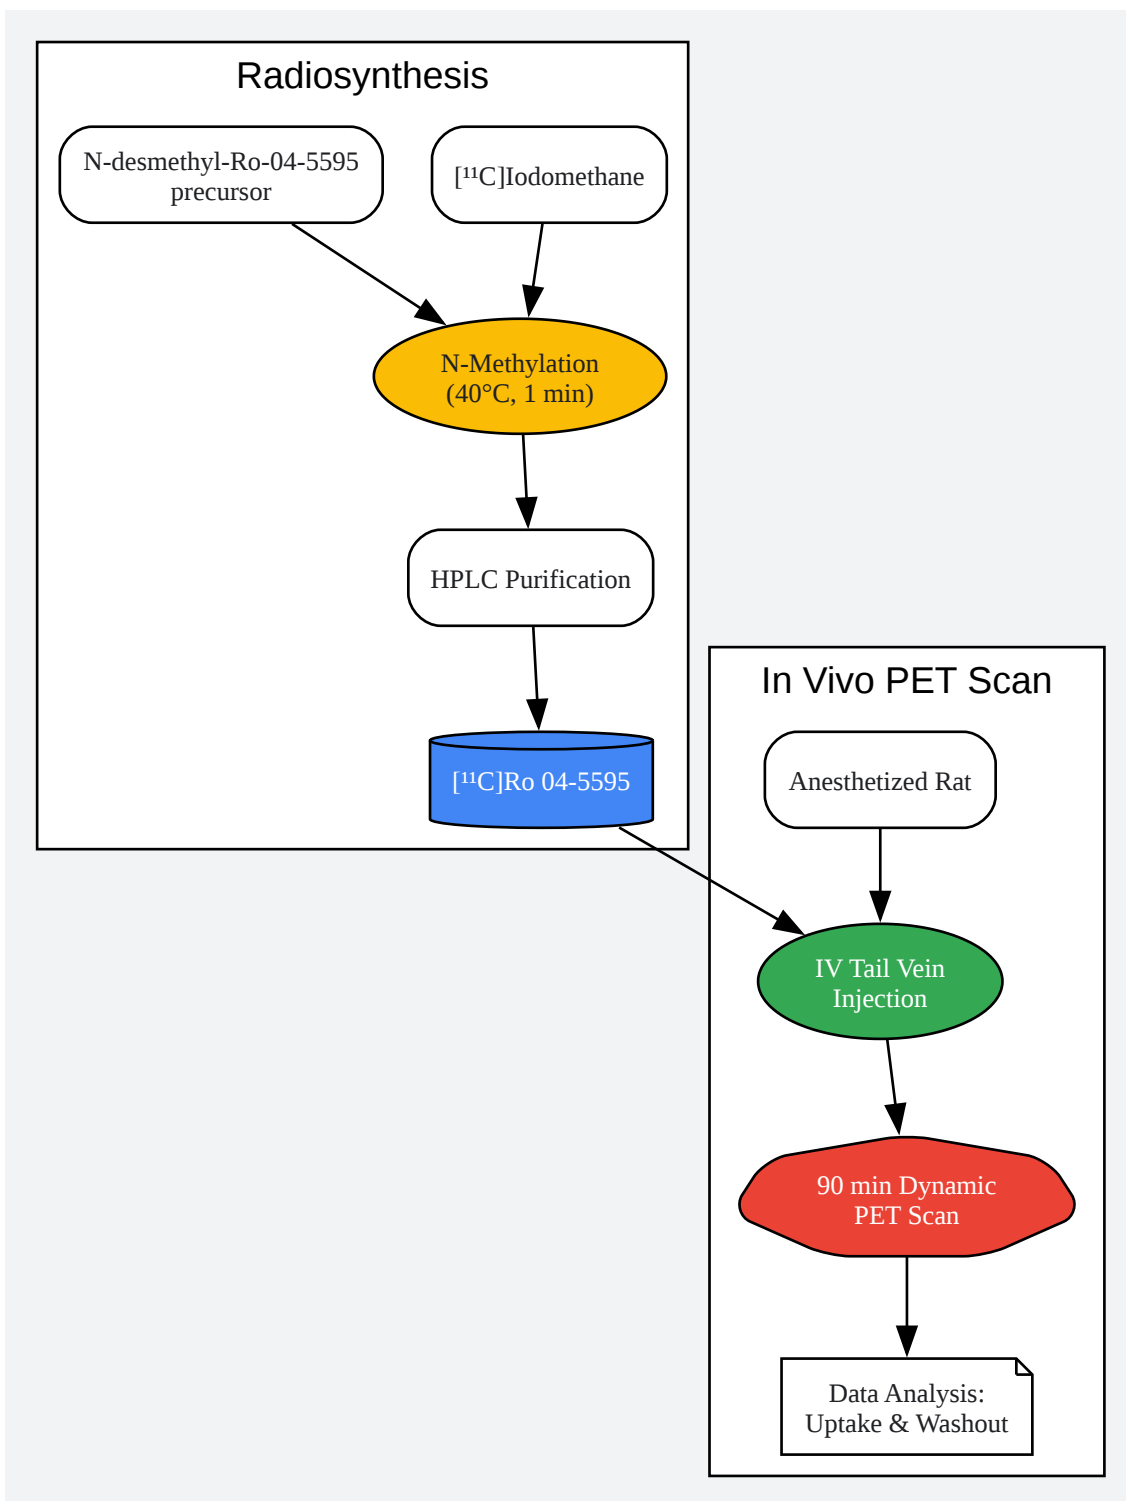 Radiosynthesis
N-desmethyl-Ro-04-5595
precursor
[¹¹C]Iodomethane
N-Methylation
(40°C, 1 min)
HPLC Purification
[¹¹C]Ro 04-5595
In Vivo PET Scan
Anesthetized Rat
IV Tail Vein
Injection
90 min Dynamic
PET Scan
Data Analysis:
Uptake & Washout